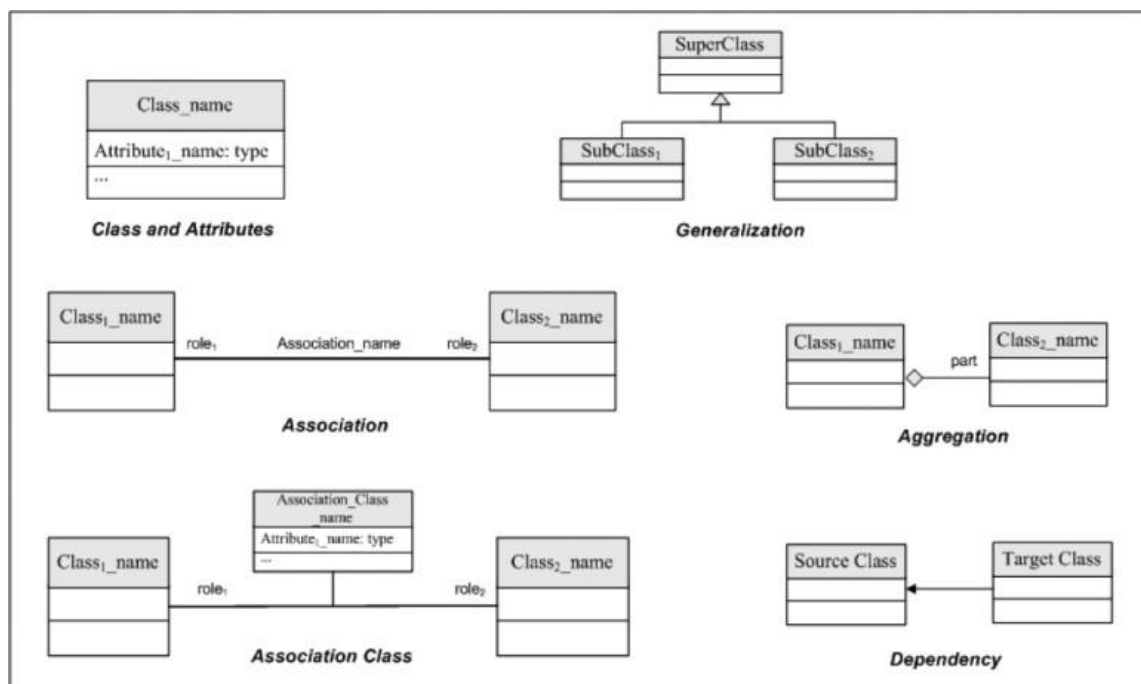 Class_name
Attribute₁_name: type
...
Class and Attributes
SuperClass
SubClass₁
SubClass₂
Generalization
Class₁_name
role₁
Association_name
role₂
Class₂_name
Association
Class₁_name
part
Class₂_name
Aggregation
Association_Class
_name
Attribute₁_name: type
...
Class₁_name
role₁
role₂
Class₂_name
Association Class
Source Class
Target Class
Dependency